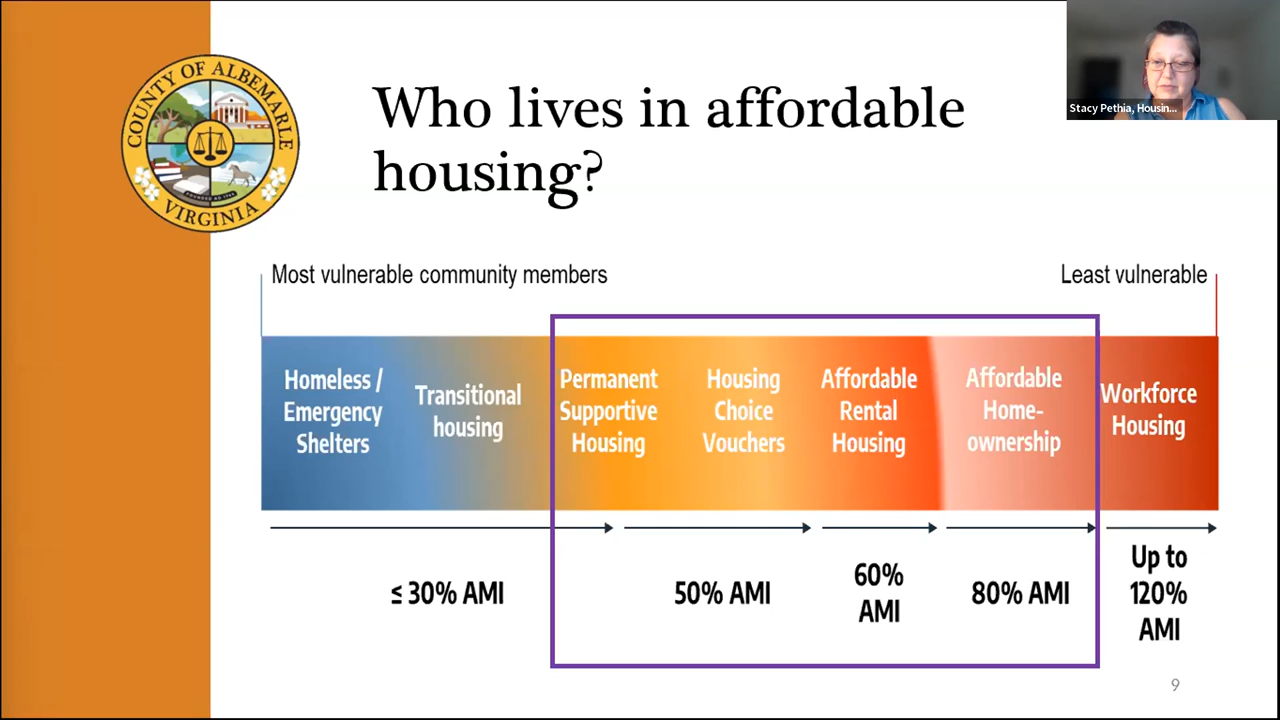 COUNTY OF ALBEMARLE
VIRGINIA
Who lives in affordable
housing?
Stacy Pethia, Housin...
Most vulnerable community members
Least vulnerable
Homeless /
Emergency
Shelters
Transitional
housing
Permanent
Supportive
Housing
Housing
Choice
Vouchers
Affordable
Rental
Housing
Affordable
Home-
ownership
Workforce
Housing
≤ 30% AMI
50% AMI
60%
AMI
80% AMI
Up to
120%
AMI
9